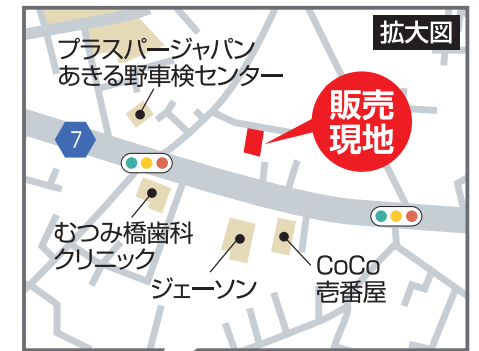 拡大図
プラスパージャパン
あきる野車検センター
販売
現地
7
むつみ橋歯科
クリニック
ジェーソン
CoCo
壱番屋